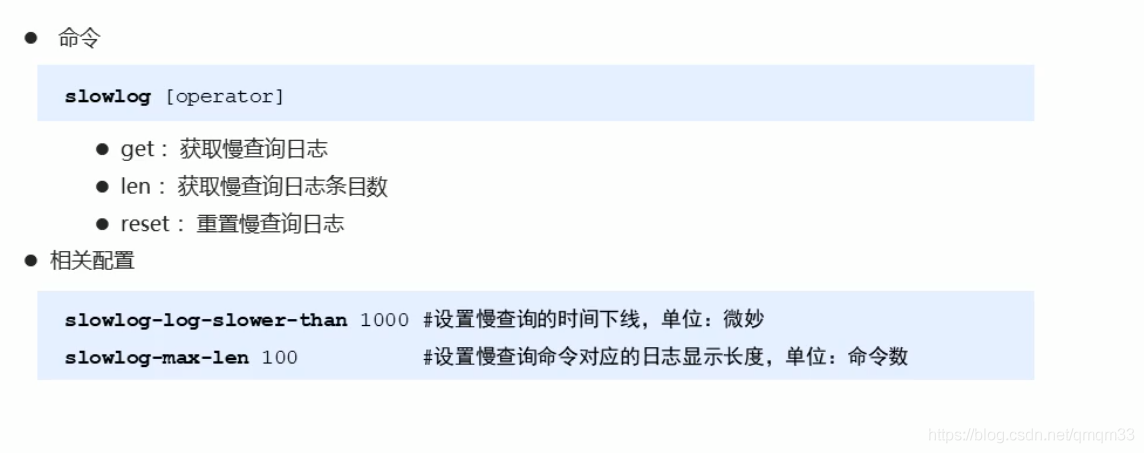 ● 命令
slowlog [operator]
● get：获取慢查询日志
● len：获取慢查询日志条目数
● reset：重置慢查询日志
● 相关配置
slowlog-log-slower-than 1000 #设置慢查询的时间下线，单位：微妙
slowlog-max-len 100 #设置慢查询命令对应的日志显示长度，单位：命令数
https://blog.csdn.net/qmqm33